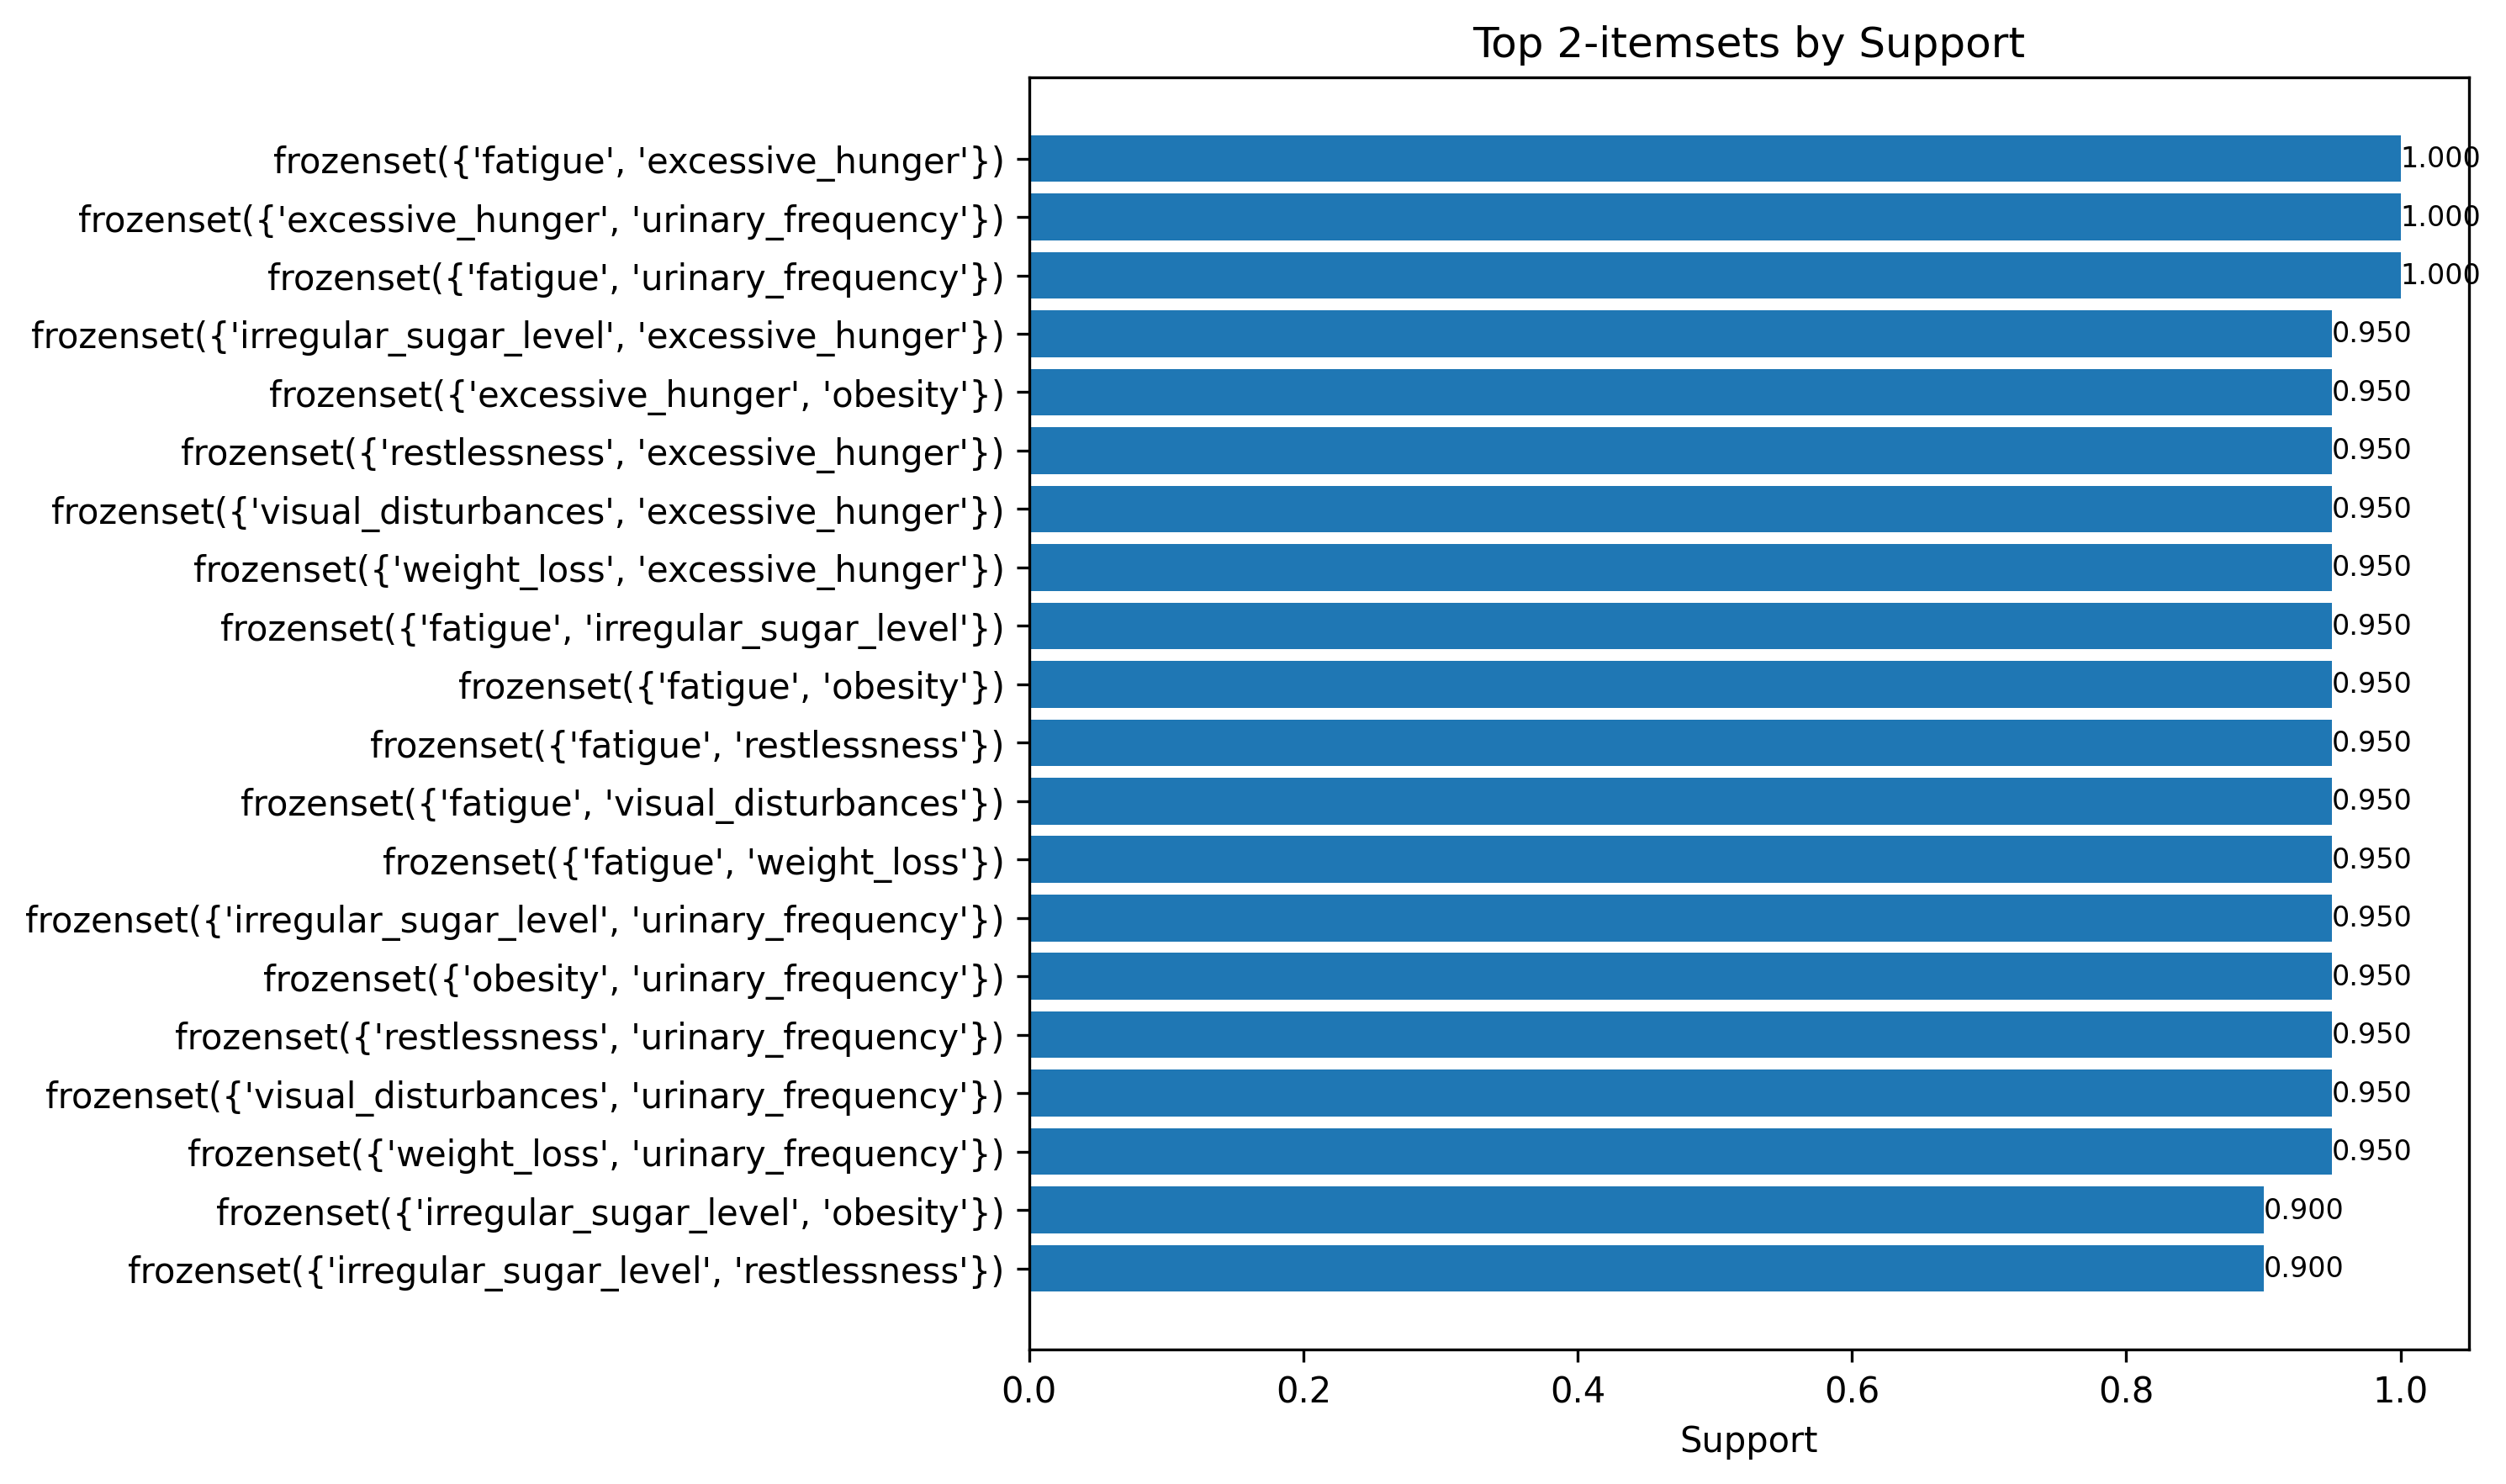 Top 2-itemsets by Support
frozenset({'fatigue', 'excessive_hunger'})
1.000
frozenset({'excessive_hunger', 'urinary_frequency'})
1.000
frozenset({'fatigue', 'urinary_frequency'})
1.000
frozenset({'irregular_sugar_level', 'excessive_hunger'})
0.950
frozenset({'excessive_hunger', 'obesity'})
0.950
frozenset({'restlessness', 'excessive_hunger'})
0.950
frozenset({'visual_disturbances', 'excessive_hunger'})
0.950
frozenset({'weight_loss', 'excessive_hunger'})
0.950
frozenset({'fatigue', 'irregular_sugar_level'})
0.950
frozenset({'fatigue', 'obesity'})
0.950
frozenset({'fatigue', 'restlessness'})
0.950
frozenset({'fatigue', 'visual_disturbances'})
0.950
frozenset({'fatigue', 'weight_loss'})
0.950
frozenset({'irregular_sugar_level', 'urinary_frequency'})
0.950
frozenset({'obesity', 'urinary_frequency'})
0.950
frozenset({'restlessness', 'urinary_frequency'})
0.950
frozenset({'visual_disturbances', 'urinary_frequency'})
0.950
frozenset({'weight_loss', 'urinary_frequency'})
0.950
frozenset({'irregular_sugar_level', 'obesity'})
0.900
frozenset({'irregular_sugar_level', 'restlessness'})
0.900
0.0 0.2 0.4 0.6 0.8 1.0
Support